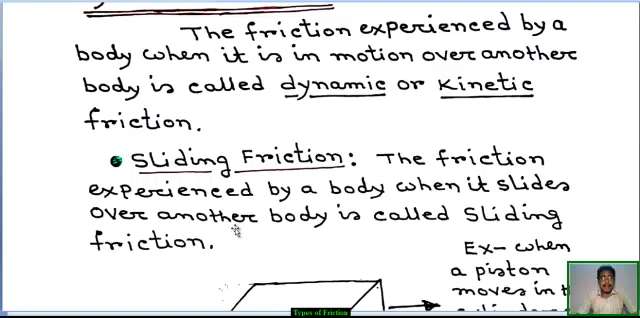 The friction experienced by a
body when it is in motion over another
body is called dynamic or Kinetic
friction.
Sliding Friction: The friction
experienced by a body when it slides
over another body is called Sliding
friction.
Ex- when
a piston
moves in
Types of Friction